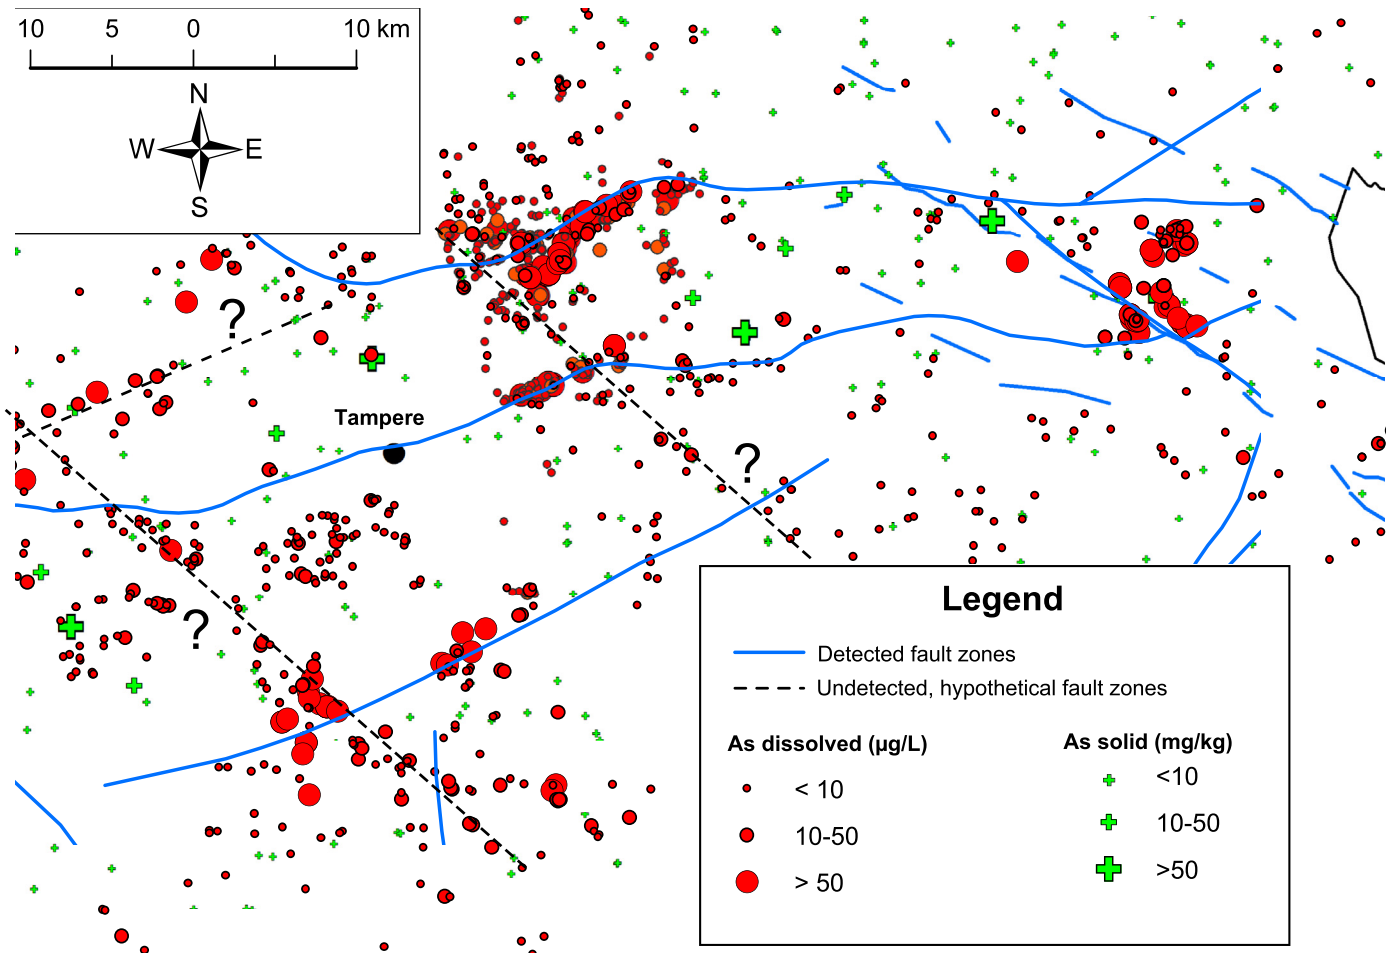 10 5 0 10 km
N
W E
S
?
Tampere
?
?
Legend
Detected fault zones
Undetected, hypothetical fault zones
As dissolved (µg/L) As solid (mg/kg)
< 10 <10
10-50 10-50
> 50 >50